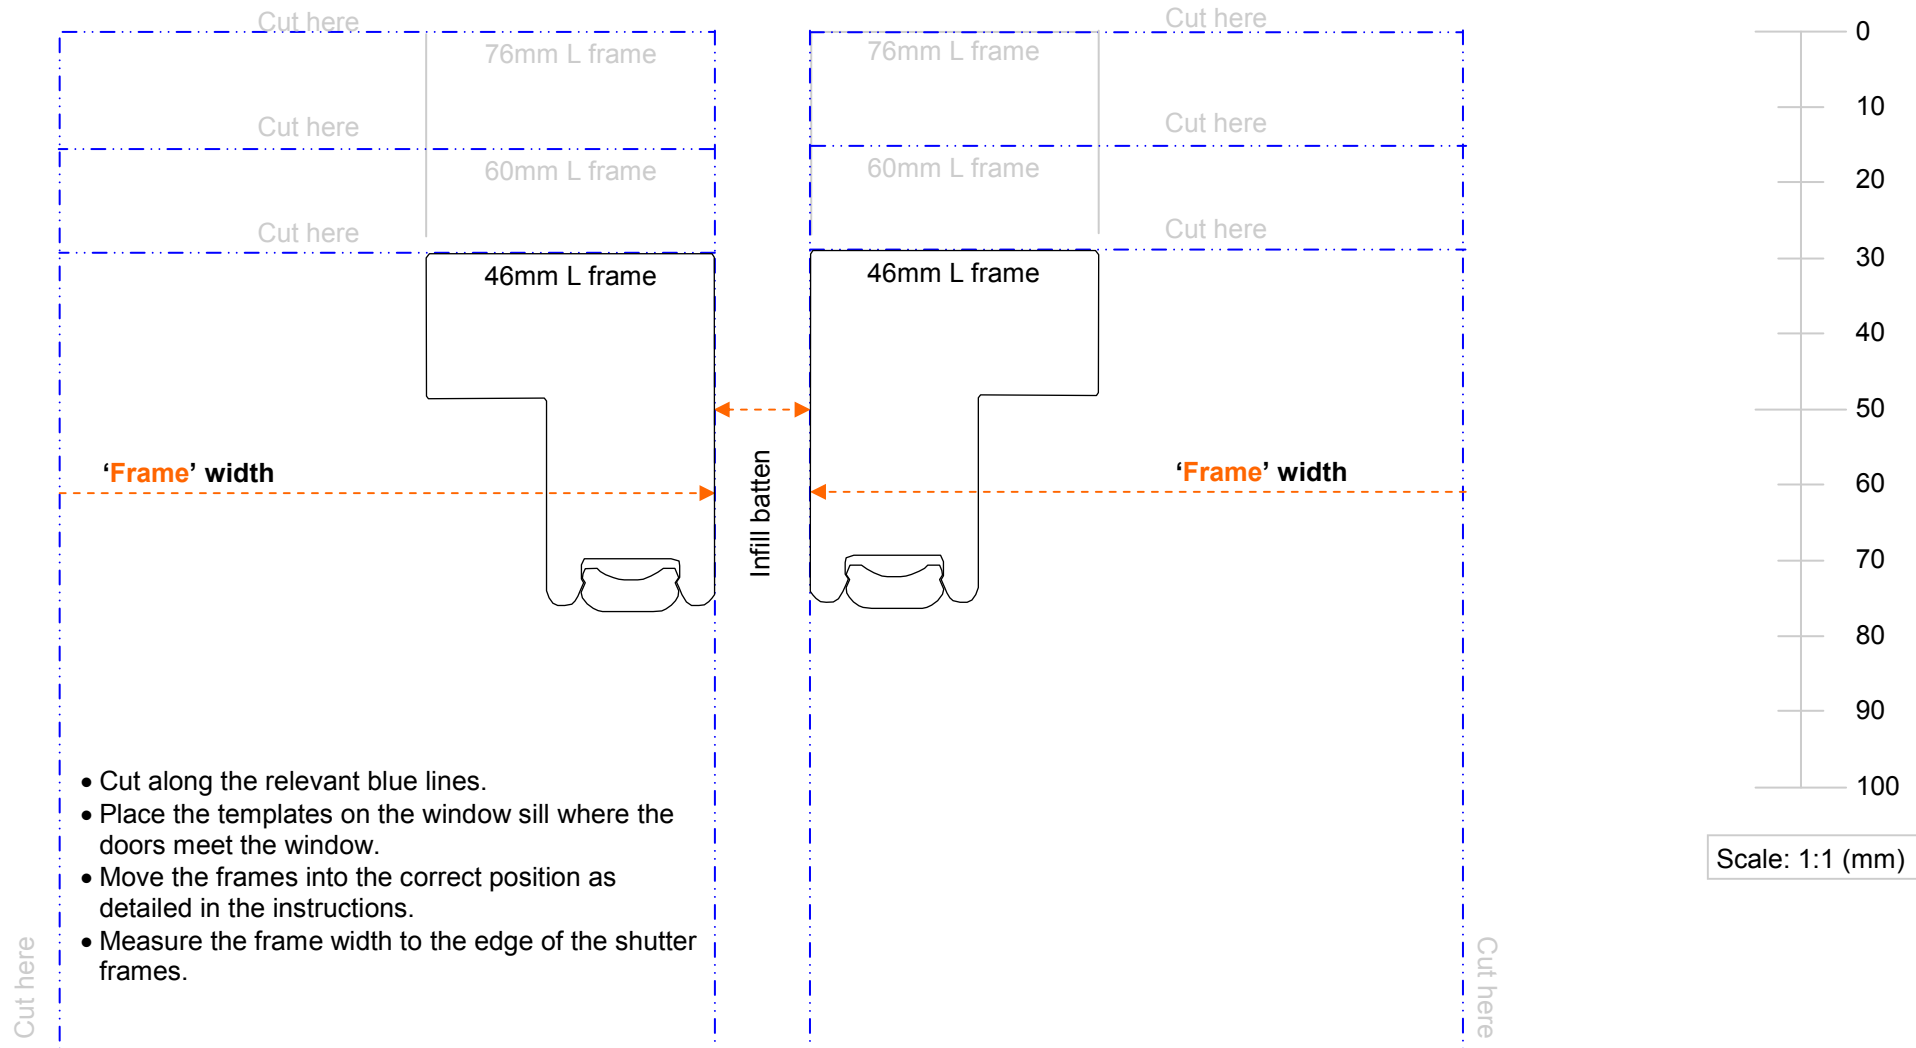 Cut here
76mm L frame
Cut here
60mm L frame
Cut here
46mm L frame
‘Frame’ width
Infill batten
Cut here
76mm L frame
Cut here
60mm L frame
Cut here
46mm L frame
‘Frame’ width
• Cut along the relevant blue lines.
• Place the templates on the window sill where the
doors meet the window.
• Move the frames into the correct position as
detailed in the instructions.
• Measure the frame width to the edge of the shutter
frames.
Cut here
Cut here
0
10
20
30
40
50
60
70
80
90
100
Scale: 1:1 (mm)